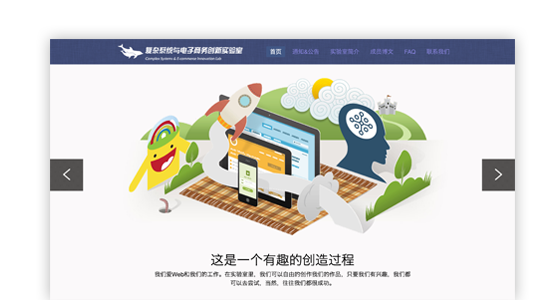 复杂系统与电子商务创新实验室
Complex Systems & E-commerce Innovation Lab
首页 通知&公告 实验室简介 成员博文 FAQ 联系我们
这是一个有趣的创造过程
我们爱Web和我们的工作。在实验室里，我们可以自由的创作我们的作品，只要我们有兴趣，我们都
可以去尝试，当然，往往我们都很成功。